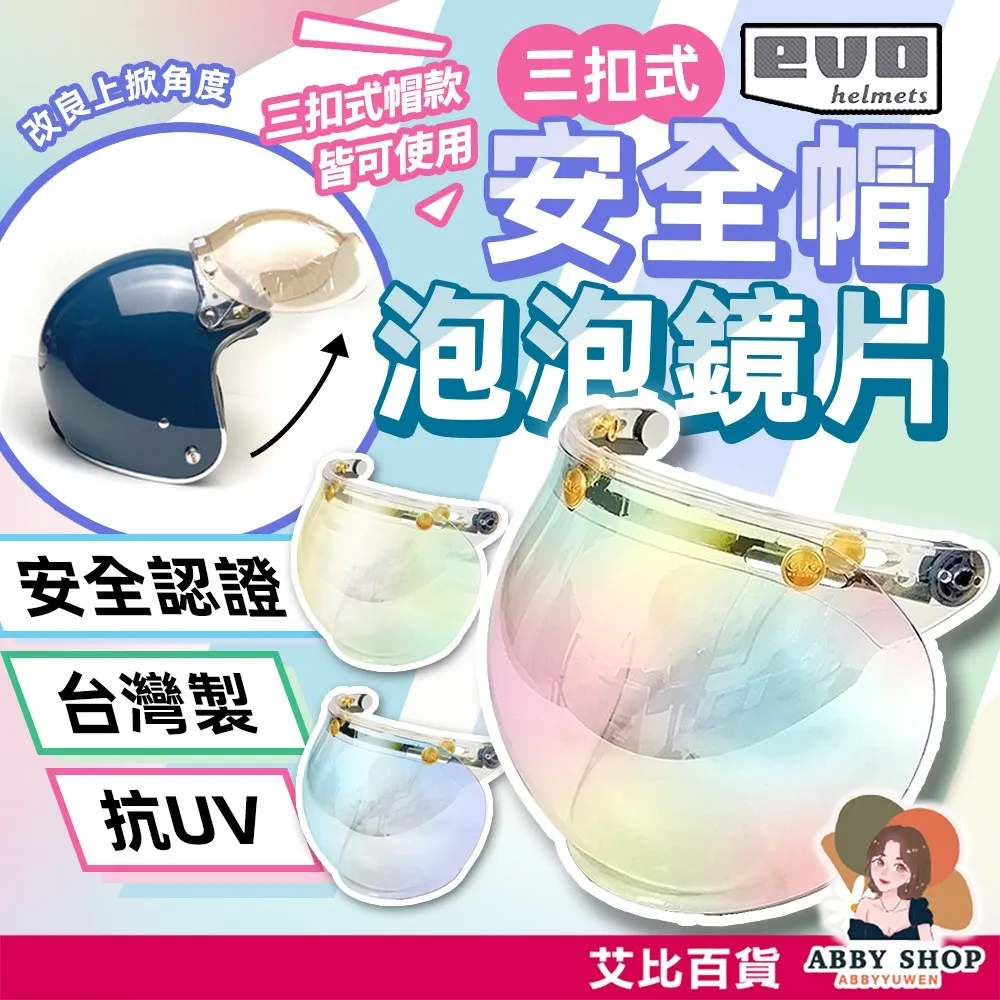 改良上掀角度
三扣式帽款
皆可使用
三扣式
evo
helmets
安全帽
泡泡鏡片
安全認證
台灣製
抗UV
艾比百貨
ABBY SHOP
ABBYYUWEN